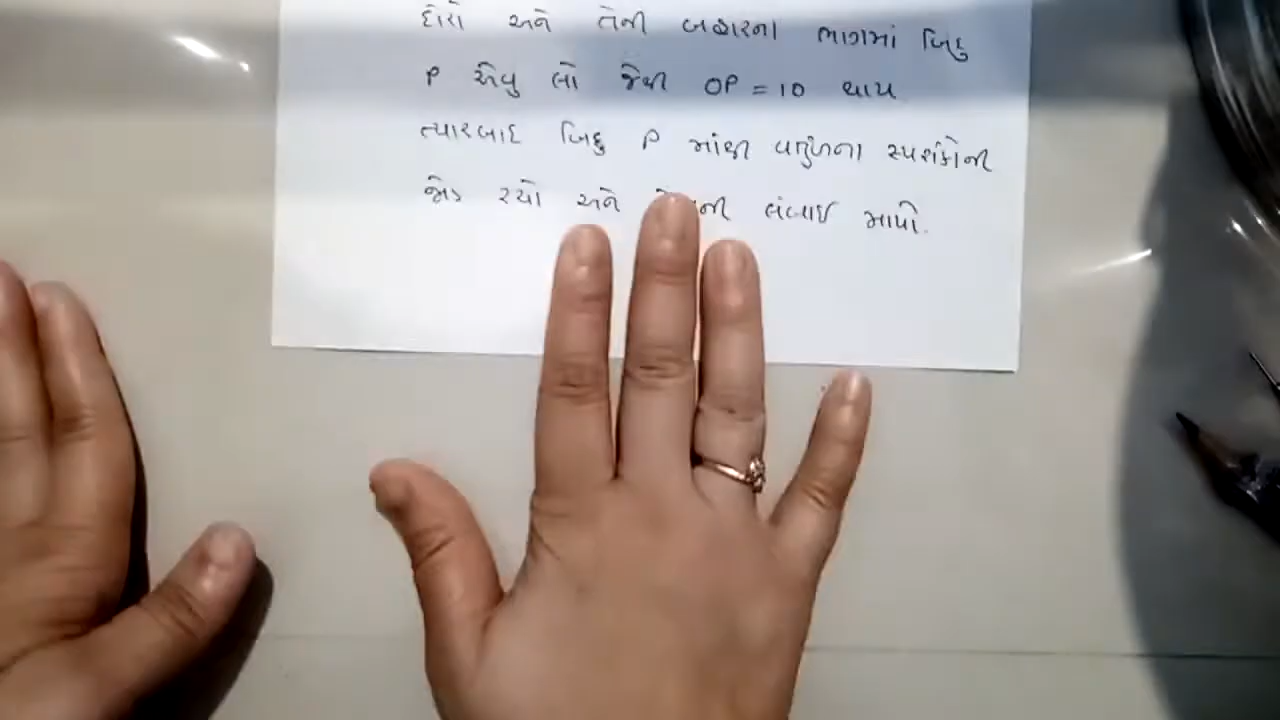 દોરો અને તેની બહારના ભાગમાં બિંદુ
P એવું લો જેથી OP = 10 થાય
ત્યારબાદ બિંદુ P માંથી વર્તુળના સ્પર્શકોની
જોડ રચો અને લંબાઈ માપો.